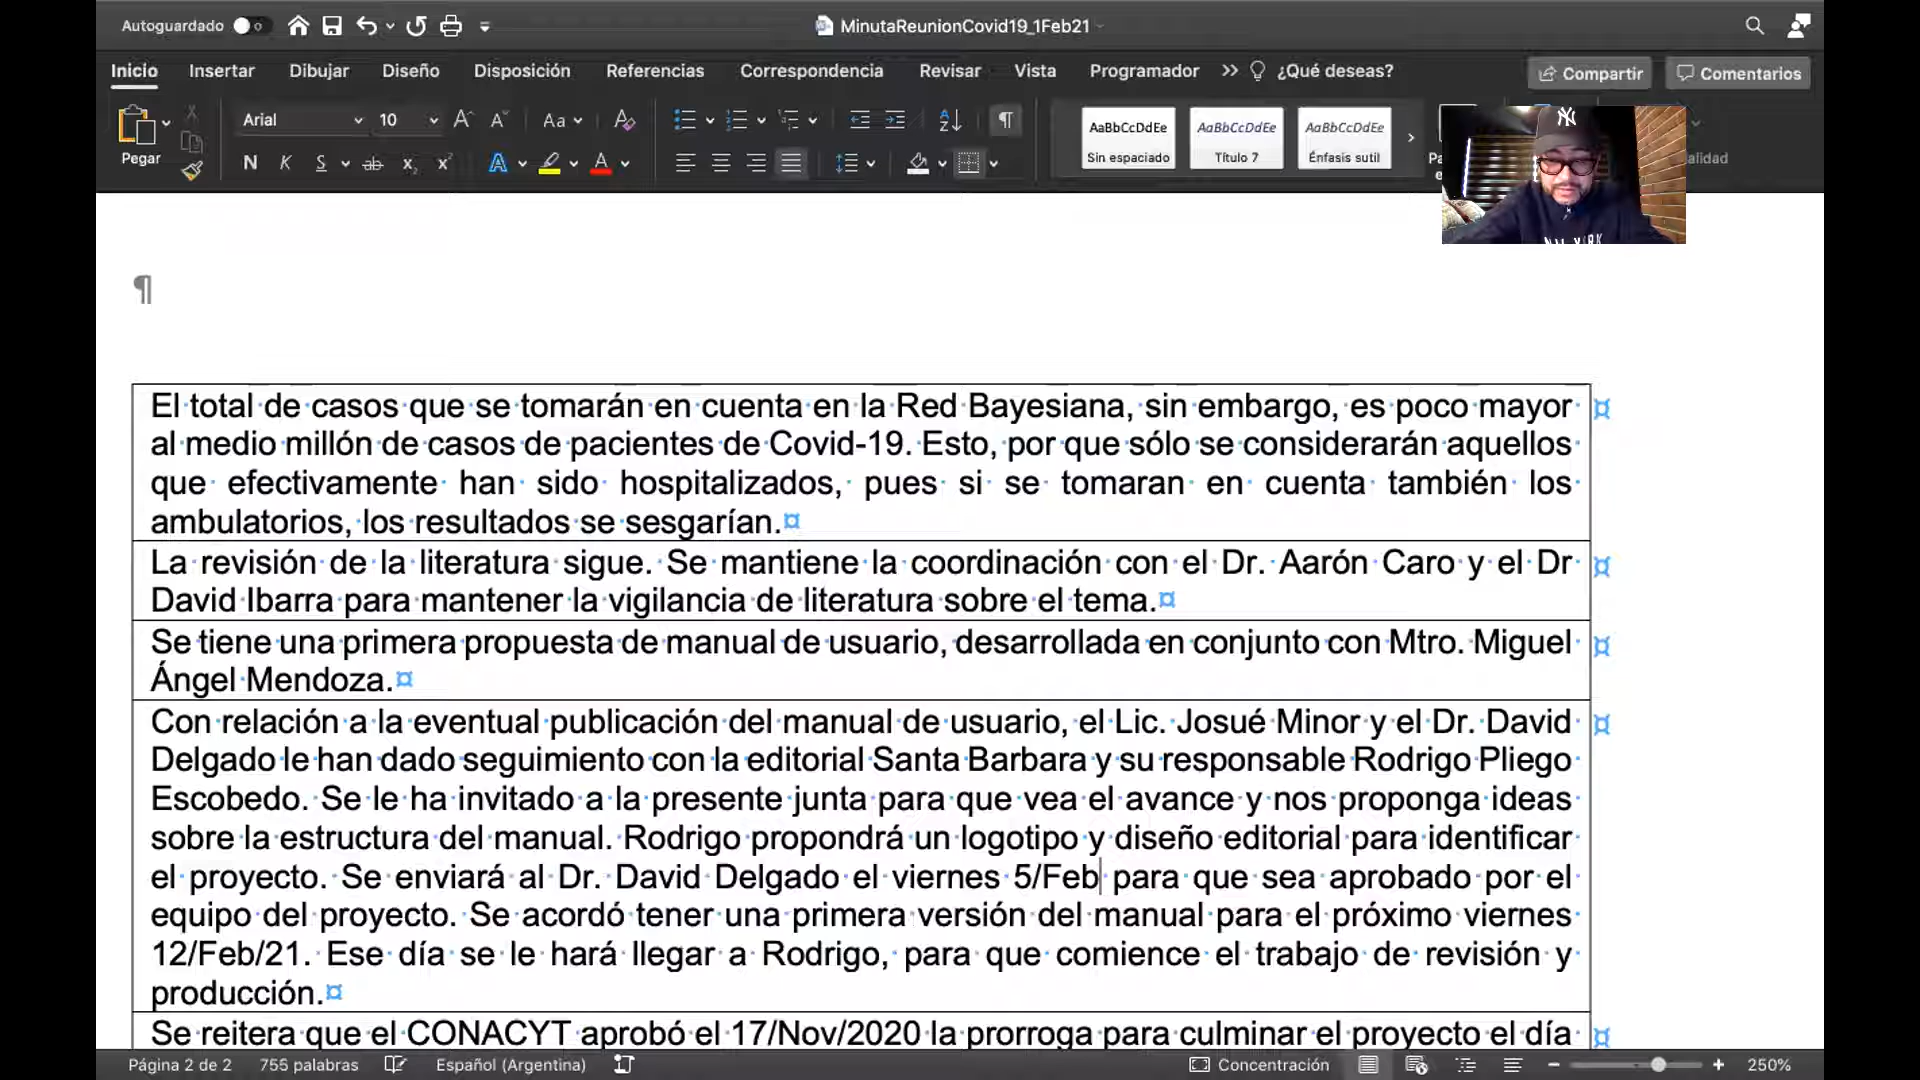 Autoguardado
MinutaReunionCovid19_1Feb21
Inicio Insertar Dibujar Diseño Disposición Referencias Correspondencia Revisar Vista Programador >> ¿Qué deseas? Compartir Comentarios
Pegar
Arial 10
Aa
N K S ab x x A A
AaBbCcDdEe AaBbCcDdEe AaBbCcDdEe
Sin espaciado Título 7 Énfasis sutil
NY
¶
El total de casos que se tomarán en cuenta en la Red Bayesiana, sin embargo, es poco mayor
al medio millón de casos de pacientes de Covid-19. Esto, por que sólo se considerarán aquellos
que efectivamente han sido hospitalizados, pues si se tomaran en cuenta también los
ambulatorios, los resultados se sesgarían.¤
La revisión de la literatura sigue. Se mantiene la coordinación con el Dr. Aarón Caro y el Dr
David Ibarra para mantener la vigilancia de literatura sobre el tema.¤
Se tiene una primera propuesta de manual de usuario, desarrollada en conjunto con Mtro. Miguel
Ángel Mendoza.¤
Con relación a la eventual publicación del manual de usuario, el Lic. Josué Minor y el Dr. David
Delgado le han dado seguimiento con la editorial Santa Barbara y su responsable Rodrigo Pliego
Escobedo. Se le ha invitado a la presente junta para que vea el avance y nos proponga ideas
sobre la estructura del manual. Rodrigo propondrá un logotipo y diseño editorial para identificar
el proyecto. Se enviará al Dr. David Delgado el viernes 5/Feb para que sea aprobado por el
equipo del proyecto. Se acordó tener una primera versión del manual para el próximo viernes
12/Feb/21. Ese día se le hará llegar a Rodrigo, para que comience el trabajo de revisión y
producción.¤
Se reitera que el CONACYT aprobó el 17/Nov/2020 la prorroga para culminar el proyecto el día
Página 2 de 2 755 palabras Español (Argentina) Concentración 250%